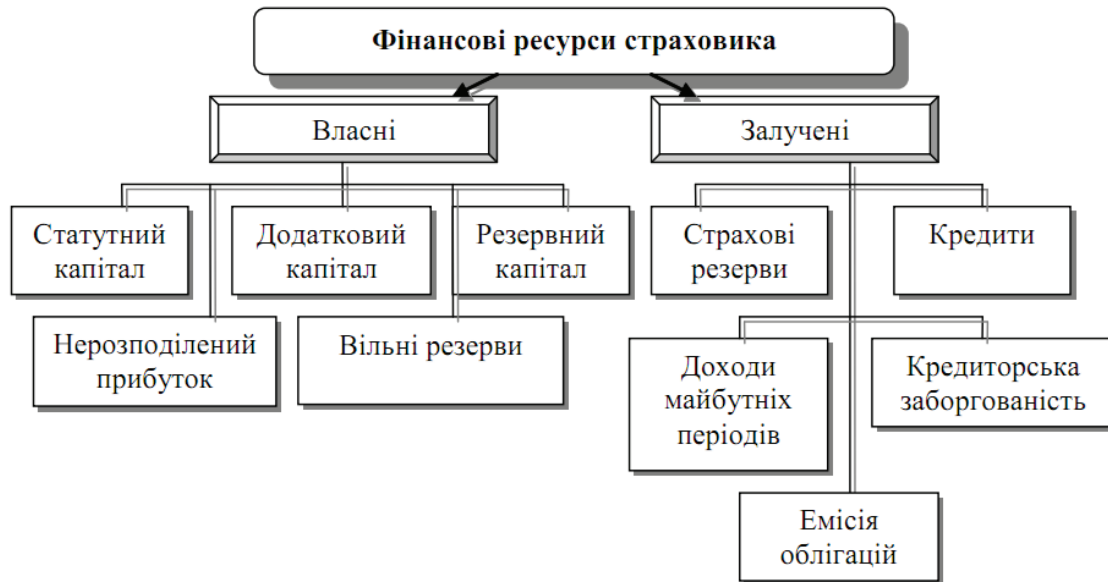 Фінансові ресурси страховика
Власні
Залучені
Статутний
капітал
Додатковий
капітал
Резервний
капітал
Страхові
резерви
Кредити
Нерозподілений
прибуток
Вільні резерви
Доходи
майбутніх
періодів
Кредиторська
заборгованість
Емісія
облігацій